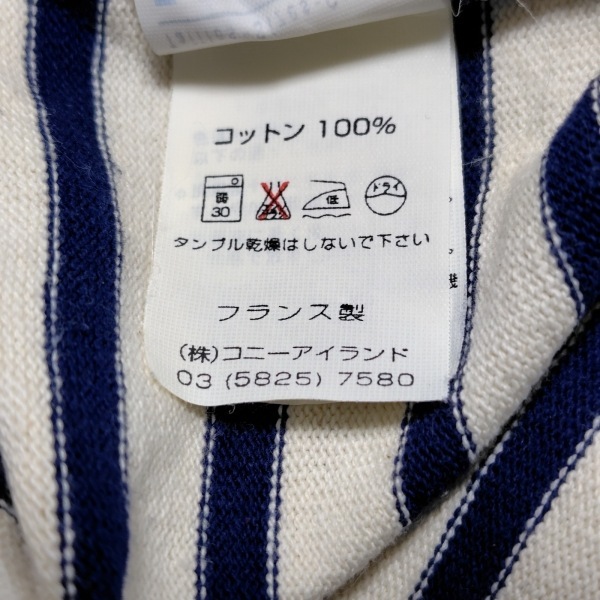 コットン 100%
弱
30
低
ドライ
タンブル乾燥はしないで下さい
フランス製
(株)コニーアイランド
03 (5825) 7580